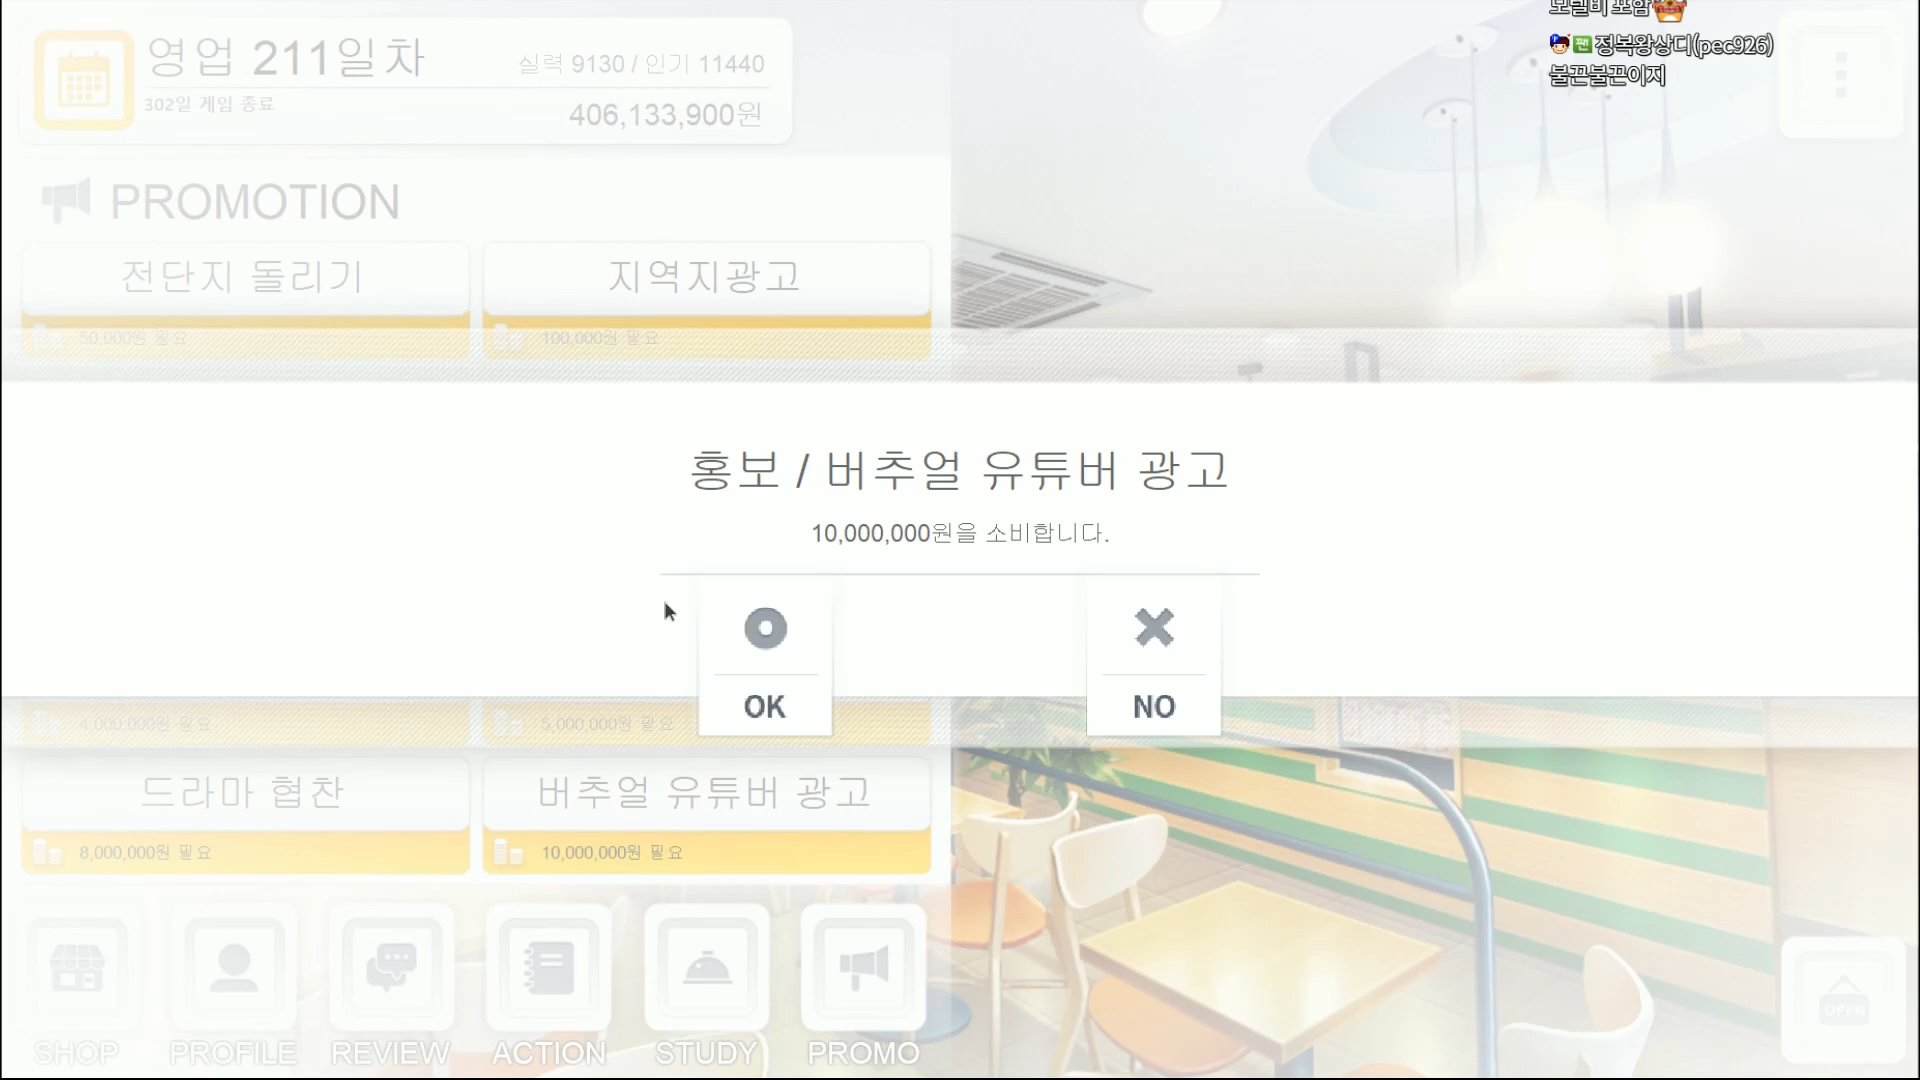 모델비 포함
정복왕상디(pec926)
불끈불끈이지
영업 211일차
실력 9130 / 인기 11440
302일 게임 종료
406,133,900원
PROMOTION
전단지 돌리기
지역지광고
50,000원 필요
100,000원 필요
홍보 / 버추얼 유튜버 광고
10,000,000원을 소비합니다.
OK
NO
4,000,000원 필요
5,000,000원 필요
드라마 협찬
버추얼 유튜버 광고
8,000,000원 필요
10,000,000원 필요
SHOP
PROFILE
REVIEW
ACTION
STUDY
PROMO
OPEN